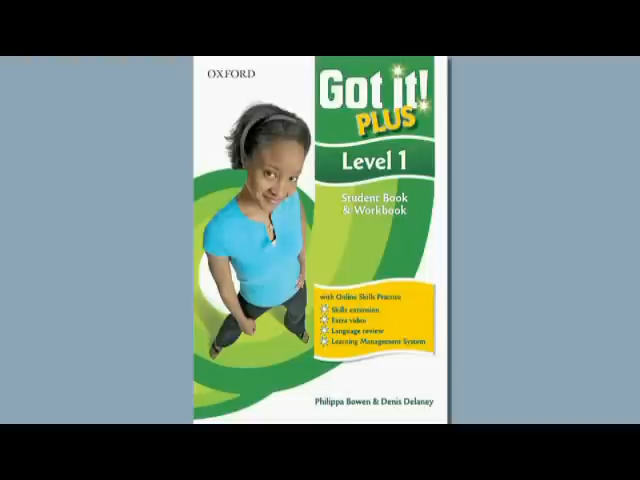 OXFORD
Got it!
PLUS
Level 1
Student Book
& Workbook
with Online Skills Practice
Skills extension
Extra video
Language review
Learning Management System
Philippa Bowen & Denis Delaney